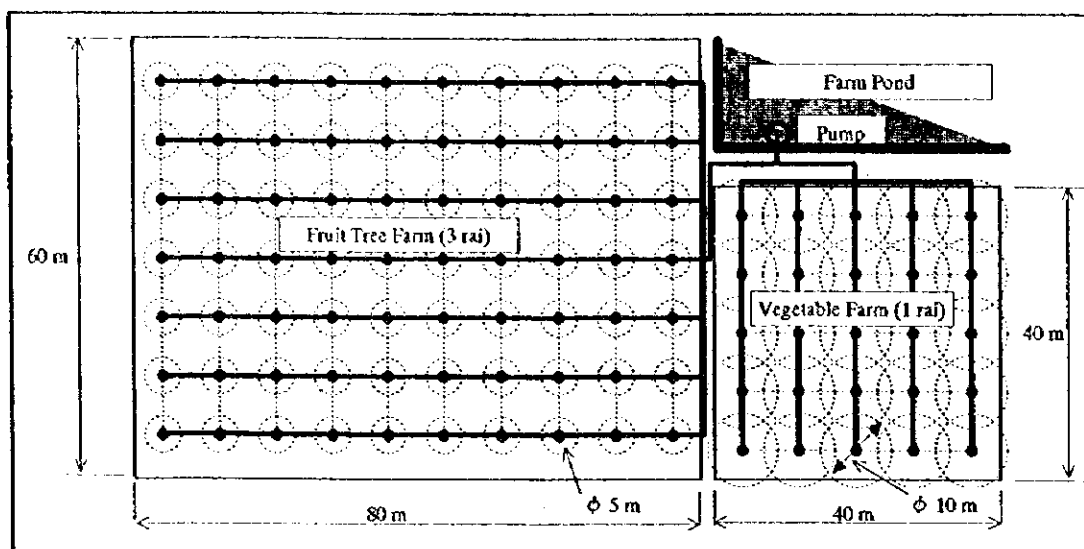 Farm Pond
Pump
Fruit Tree Farm (3 rai)
60 m
Vegetable Farm (1 rai)
40 m
ϕ 5 m
ϕ 10 m
80 m
40 m